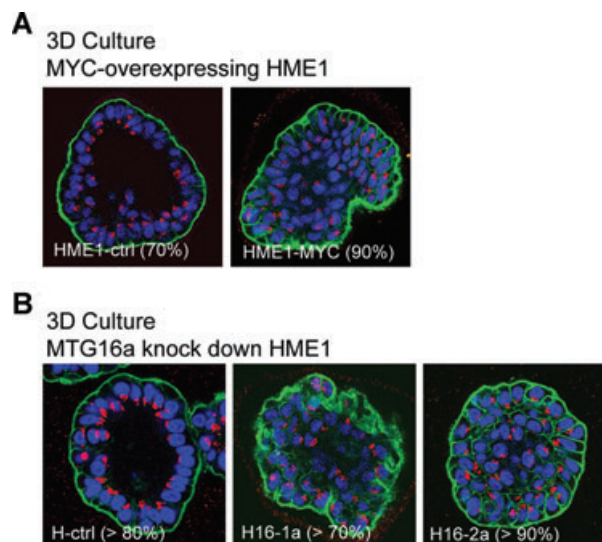 A
3D Culture
MYC-overexpressing HME1
HME1-ctrl (70%)
HME1-MYC (90%)
B
3D Culture
MTG16a knock down HME1
H-ctrl (> 80%)
H16-1a (> 70%)
H16-2a (> 90%)